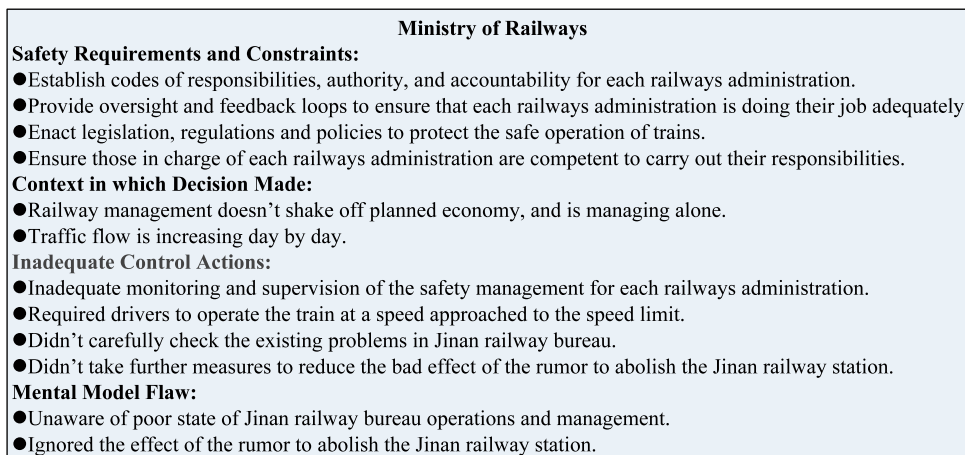 Ministry of Railways
Safety Requirements and Constraints:
●Establish codes of responsibilities, authority, and accountability for each railways administration.
●Provide oversight and feedback loops to ensure that each railways administration is doing their job adequately
●Enact legislation, regulations and policies to protect the safe operation of trains.
●Ensure those in charge of each railways administration are competent to carry out their responsibilities.
Context in which Decision Made:
●Railway management doesn’t shake off planned economy, and is managing alone.
●Traffic flow is increasing day by day.
Inadequate Control Actions:
●Inadequate monitoring and supervision of the safety management for each railways administration.
●Required drivers to operate the train at a speed approached to the speed limit.
●Didn’t carefully check the existing problems in Jinan railway bureau.
●Didn’t take further measures to reduce the bad effect of the rumor to abolish the Jinan railway station.
Mental Model Flaw:
●Unaware of poor state of Jinan railway bureau operations and management.
●Ignored the effect of the rumor to abolish the Jinan railway station.